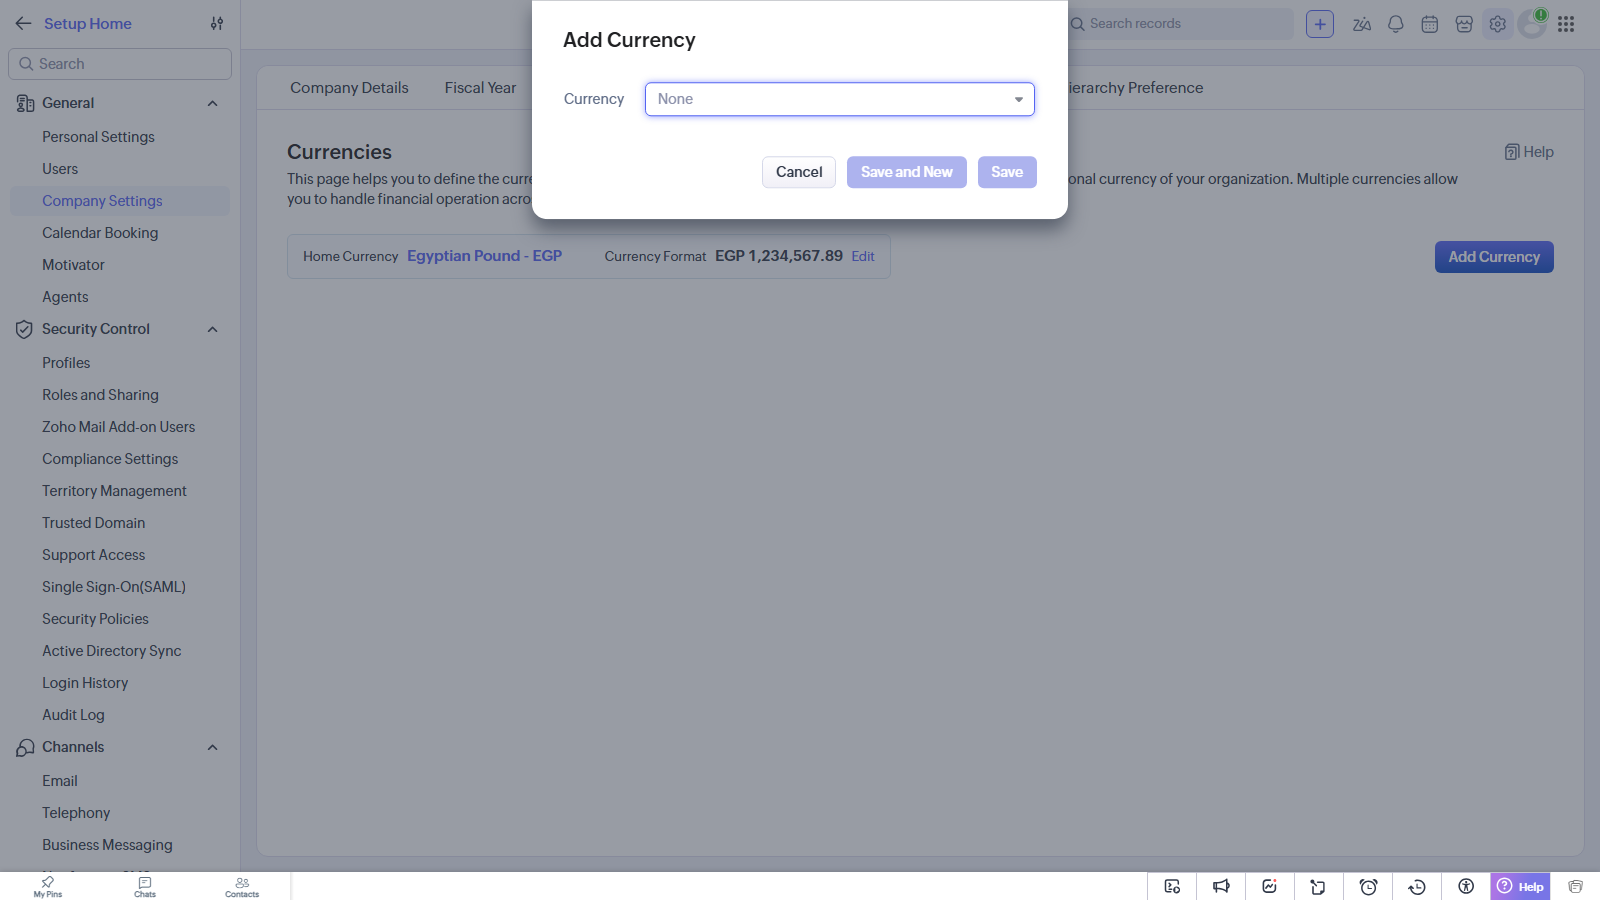 Setup Home
Search
General
Personal Settings
Users
Company Settings
Calendar Booking
Motivator
Agents
Security Control
Profiles
Roles and Sharing
Zoho Mail Add-on Users
Compliance Settings
Territory Management
Trusted Domain
Support Access
Single Sign-On(SAML)
Security Policies
Active Directory Sync
Login History
Audit Log
Channels
Email
Telephony
Business Messaging
Search records
Company Details
Fiscal Year
ierarchy Preference
Add Currency
Currency
None
Cancel
Save and New
Save
Currencies
Help
This page helps you to define the curre
onal currency of your organization. Multiple currencies allow
you to handle financial operation acro
Home Currency Egyptian Pound - EGP Currency Format EGP 1,234,567.89 Edit
Add Currency
My Pins
Chats
Contacts
Help